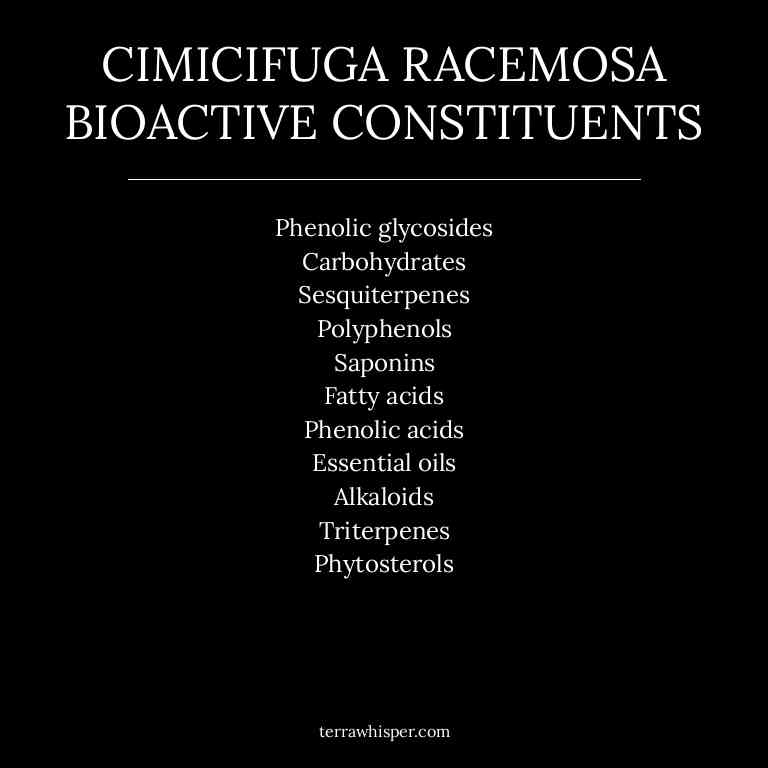 CIMICIFUGA RACEMOSA
BIOACTIVE CONSTITUENTS
Phenolic glycosides
Carbohydrates
Sesquiterpenes
Polyphenols
Saponins
Fatty acids
Phenolic acids
Essential oils
Alkaloids
Triterpenes
Phytosterols
terrawhisper.com